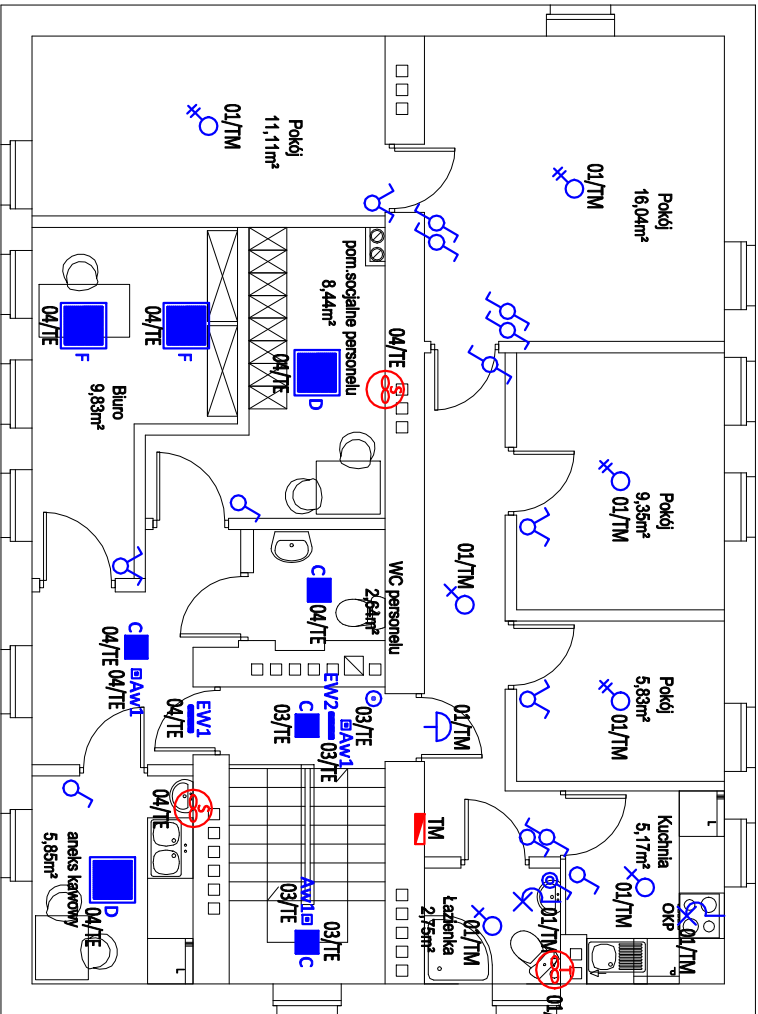 Pokój
11,11m²
01/TM
Pokój
16,04m²
01/TM
pom.socjalne personelu
8,44m²
04/TE
S
04/TE
D
04/TE
F
04/TE
F
Biuro
9,83m²
Pokój
9,35m²
01/TM
01/TM
WC personelu
2,64m²
C
04/TE
Pokój
5,83m²
01/TM
C
04/TE
04/TE
Aw1
EW1
04/TE
EW2
C
03/TE
Aw1
03/TE
03/TE
01/TM
TM
Kuchnia
5,17m²
L
01/TM
OKP
01/TM
P
Łazienka
2,75m²
01/TM
01/TM
T
01
Aw1
03/TE
03/TE
C
04/TE
S
aneks kawowy
5,85m²
D
04/TE
L